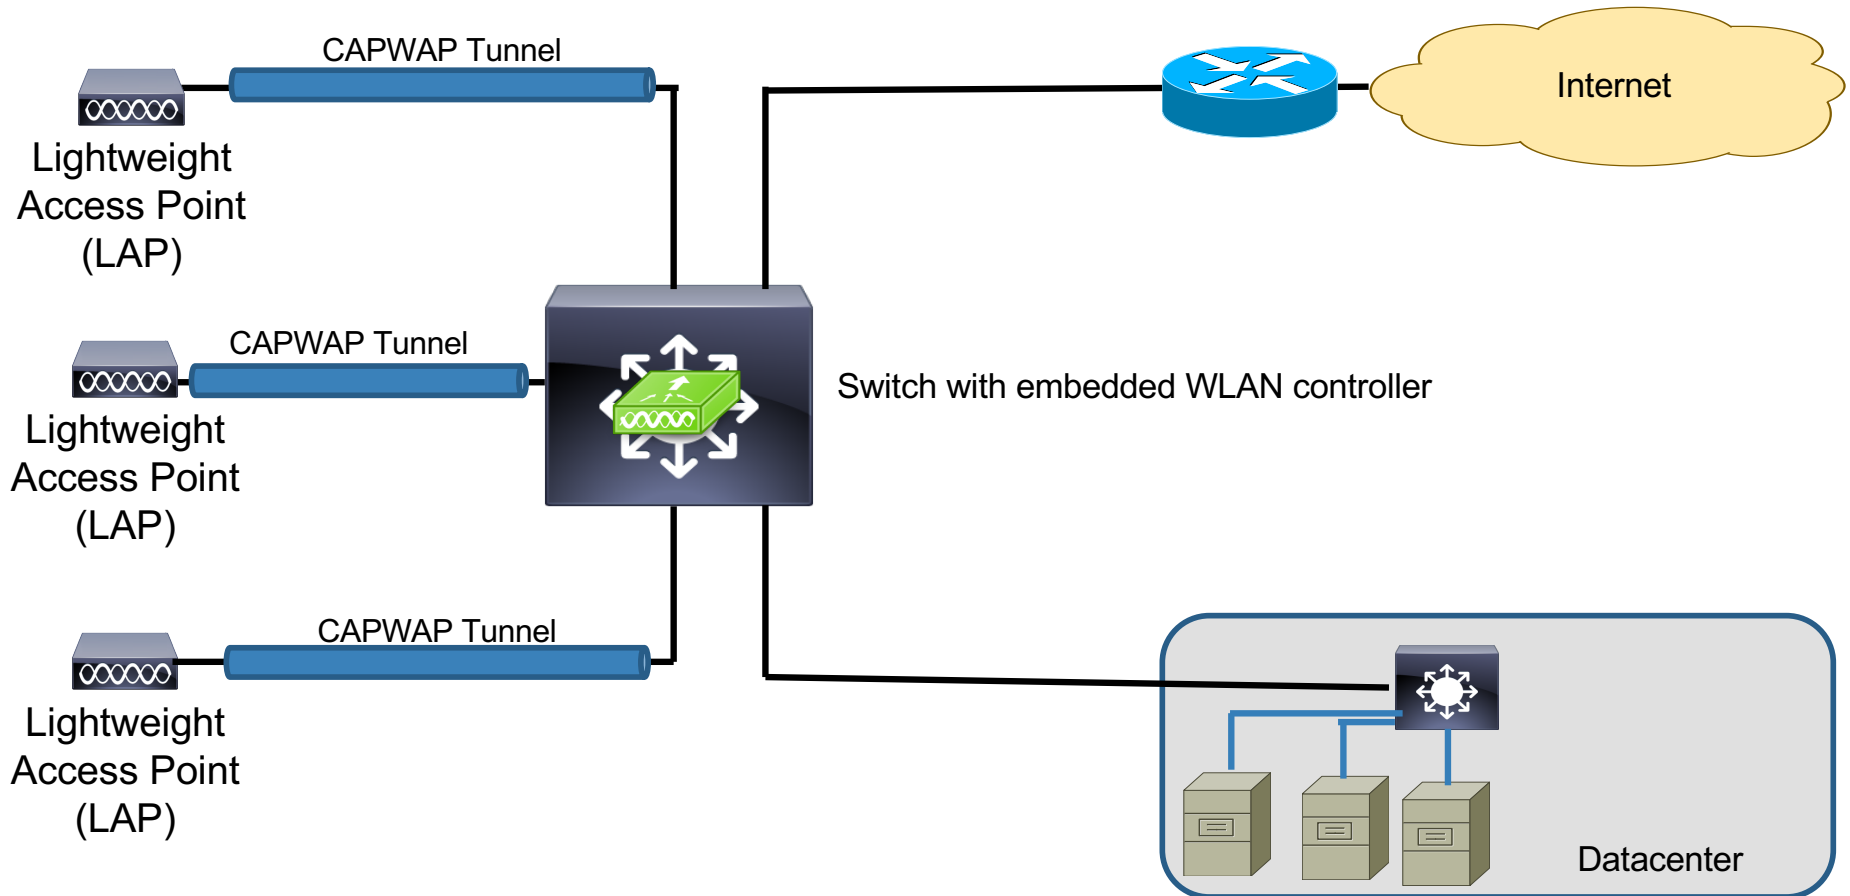 CAPWAP Tunnel
Internet
Lightweight
Access Point
(LAP)
CAPWAP Tunnel
Switch with embedded WLAN controller
Lightweight
Access Point
(LAP)
CAPWAP Tunnel
Lightweight
Access Point
(LAP)
Datacenter